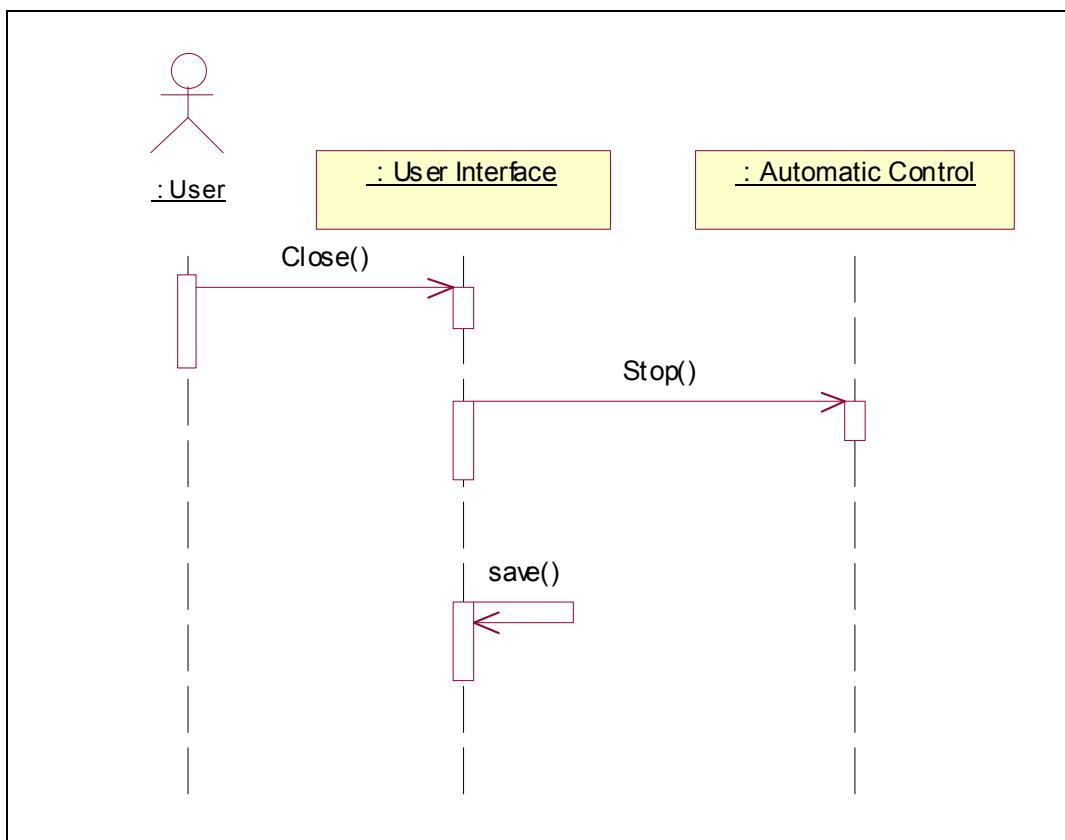 : User
: User Interface
: Automatic Control
Close()
Stop()
save()